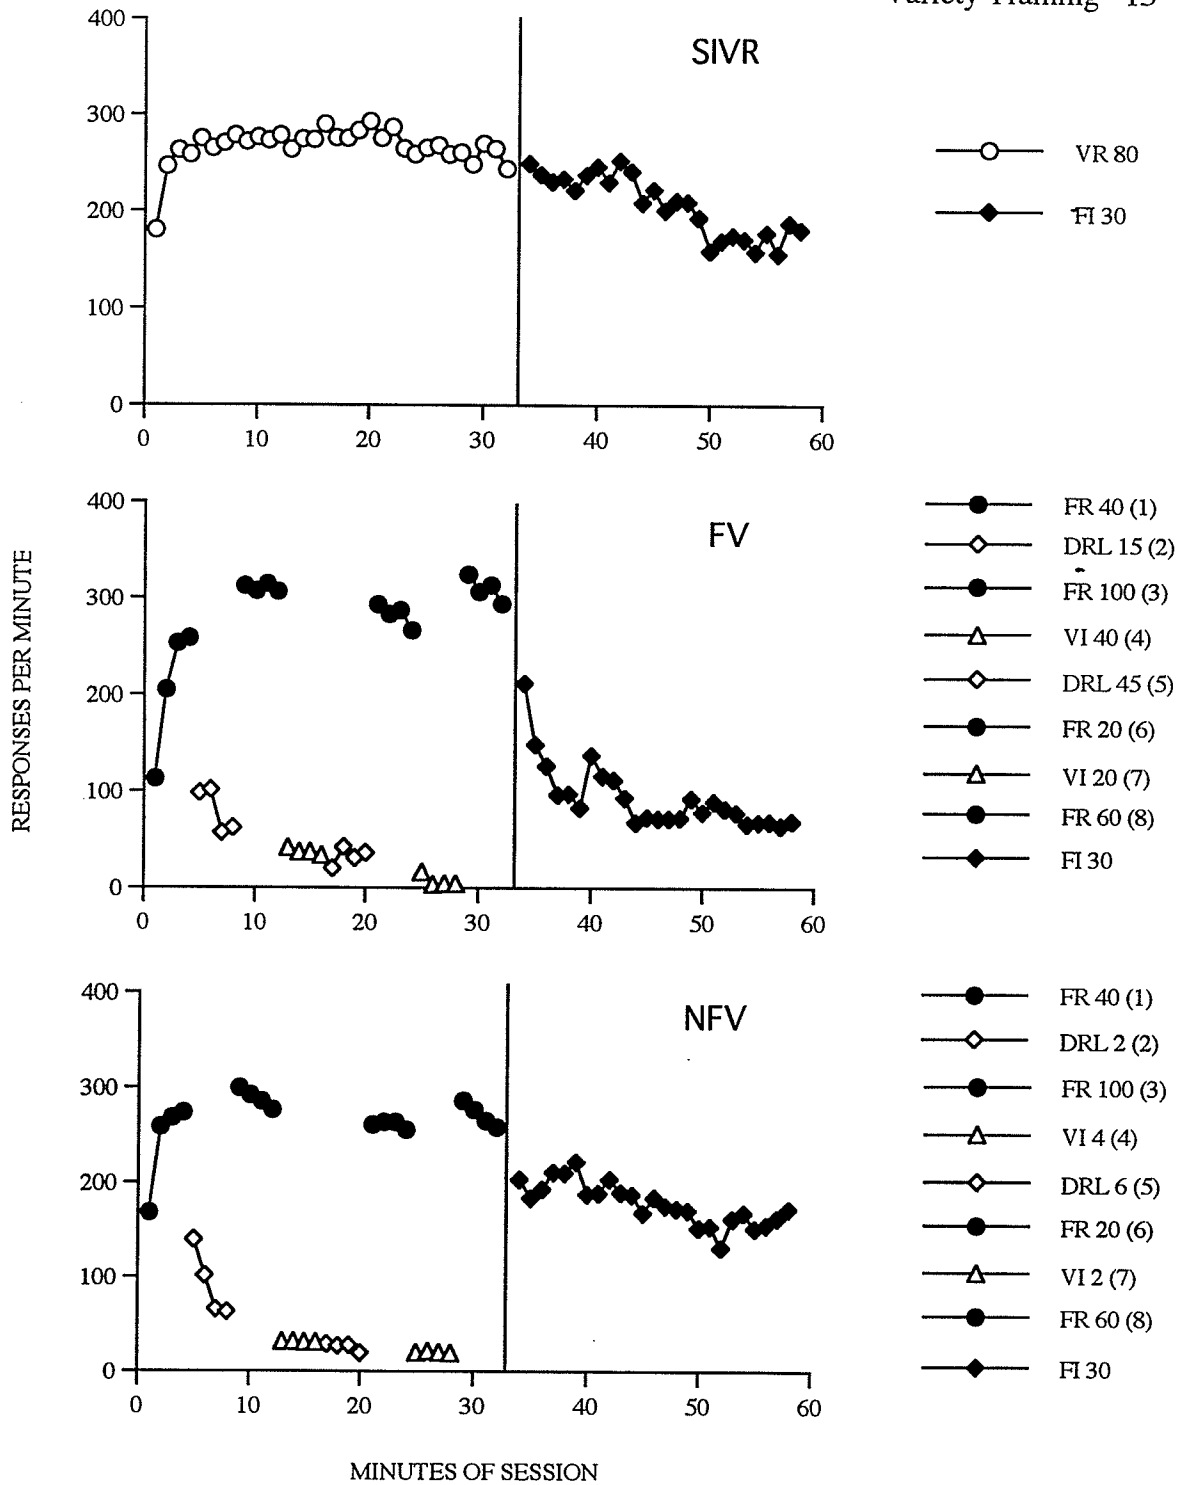 Variety Training 13
400
300
200
100
0
0 10 20 30 40 50 60
SIVR
VR 80
FI 30
RESPONSES PER MINUTE
400
300
200
100
0
0 10 20 30 40 50 60
FV
FR 40 (1)
DRL 15 (2)
FR 100 (3)
VI 40 (4)
DRL 45 (5)
FR 20 (6)
VI 20 (7)
FR 60 (8)
FI 30
400
300
200
100
0
0 10 20 30 40 50 60
NFV
FR 40 (1)
DRL 2 (2)
FR 100 (3)
VI 4 (4)
DRL 6 (5)
FR 20 (6)
VI 2 (7)
FR 60 (8)
FI 30
MINUTES OF SESSION